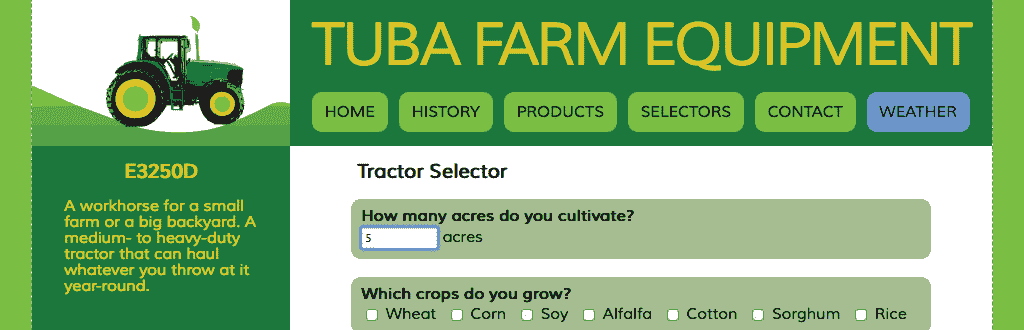 TUBA FARM EQUIPMENT
HOME HISTORY PRODUCTS SELECTORS CONTACT WEATHER
E3250D
A workhorse for a small
farm or a big backyard. A
medium- to heavy-duty
tractor that can haul
whatever you throw at it
year-round.
Tractor Selector
How many acres do you cultivate?
5 acres
Which crops do you grow?
Wheat Corn Soy Alfalfa Cotton Sorghum Rice